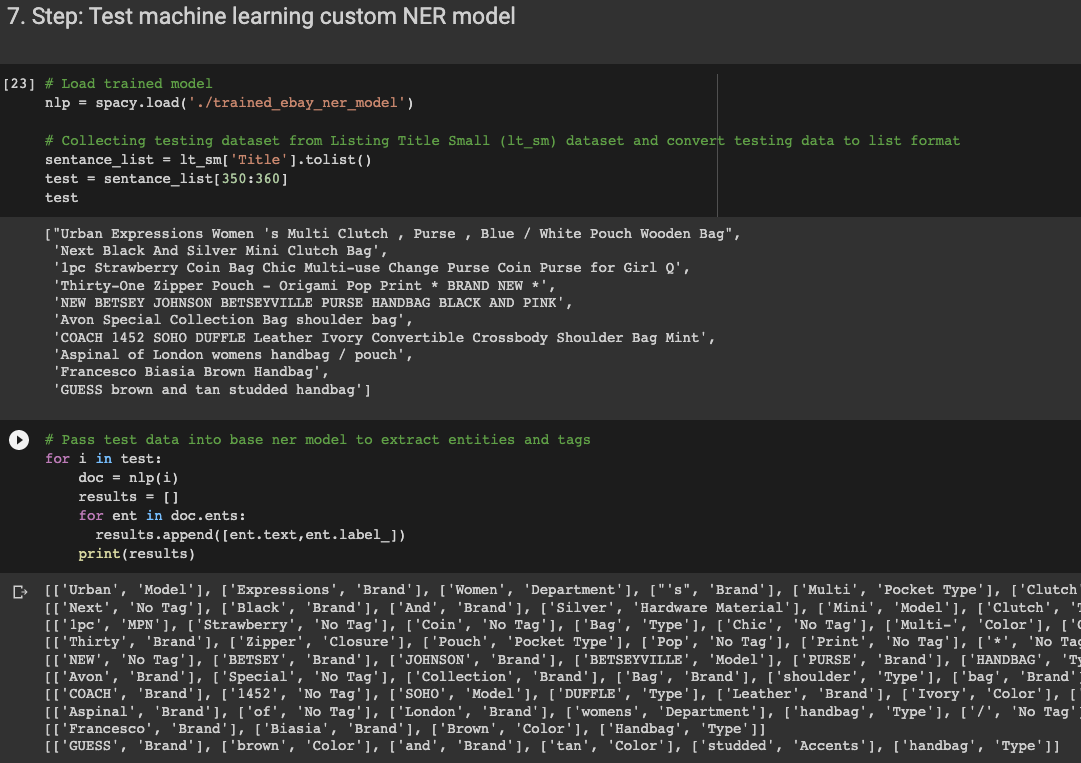 7. Step: Test machine learning custom NER model
[23] # Load trained model
nlp = spacy.load('./trained_ebay_ner_model')
# Collecting testing dataset from Listing Title Small (lt_sm) dataset and convert testing data to list format
sentance_list = lt_sm['Title'].tolist()
test = sentance_list[350:360]
test
["Urban Expressions Women 's Multi Clutch , Purse , Blue / White Pouch Wooden Bag",
'Next Black And Silver Mini Clutch Bag',
'1pc Strawberry Coin Bag Chic Multi-use Change Purse Coin Purse for Girl Q',
'Thirty-One Zipper Pouch - Origami Pop Print * BRAND NEW *',
'NEW BETSEY JOHNSON BETSEYVILLE PURSE HANDBAG BLACK AND PINK',
'Avon Special Collection Bag shoulder bag',
'COACH 1452 SOHO DUFFLE Leather Ivory Convertible Crossbody Shoulder Bag Mint',
'Aspinal of London womens handbag / pouch',
'Francesco Biasia Brown Handbag',
'GUESS brown and tan studded handbag']
# Pass test data into base ner model to extract entities and tags
for i in test:
doc = nlp(i)
results = []
for ent in doc.ents:
results.append([ent.text,ent.label_])
print(results)
[['Urban', 'Model'], ['Expressions', 'Brand'], ['Women', 'Department'], ["'s", 'Brand'], ['Multi', 'Pocket Type'], ['Clutch
[['Next', 'No Tag'], ['Black', 'Brand'], ['And', 'Brand'], ['Silver', 'Hardware Material'], ['Mini', 'Model'], ['Clutch', '
[['1pc', 'MPN'], ['Strawberry', 'No Tag'], ['Coin', 'No Tag'], ['Bag', 'Type'], ['Chic', 'No Tag'], ['Multi-', 'Color'], ['
[['Thirty', 'Brand'], ['Zipper', 'Closure'], ['Pouch', 'Pocket Type'], ['Pop', 'No Tag'], ['Print', 'No Tag'], ['*', 'No
[['NEW', 'No Tag'], ['BETSEY', 'Brand'], ['JOHNSON', 'Brand'], ['BETSEYVILLE', 'Model'], ['PURSE', 'Brand'], ['HANDBAG', '
[['Avon', 'Brand'], ['Special', 'No Tag'], ['Collection', 'Brand'], ['Bag', 'Brand'], ['shoulder', 'Type'], ['bag', 'Brand'
[['COACH', 'Brand'], ['1452', 'No Tag'], ['SOHO', 'Model'], ['DUFFLE', 'Type'], ['Leather', 'Brand'], ['Ivory', 'Color'], [
[['Aspinal', 'Brand'], ['of', 'No Tag'], ['London', 'Brand'], ['womens', 'Department'], ['handbag', 'Type'], ['/', 'No Tag'
[['Francesco', 'Brand'], ['Biasia', 'Brand'], ['Brown', 'Color'], ['Handbag', 'Type']]
[['GUESS', 'Brand'], ['brown', 'Color'], ['and', 'Brand'], ['tan', 'Color'], ['studded', 'Accents'], ['handbag', 'Type']]